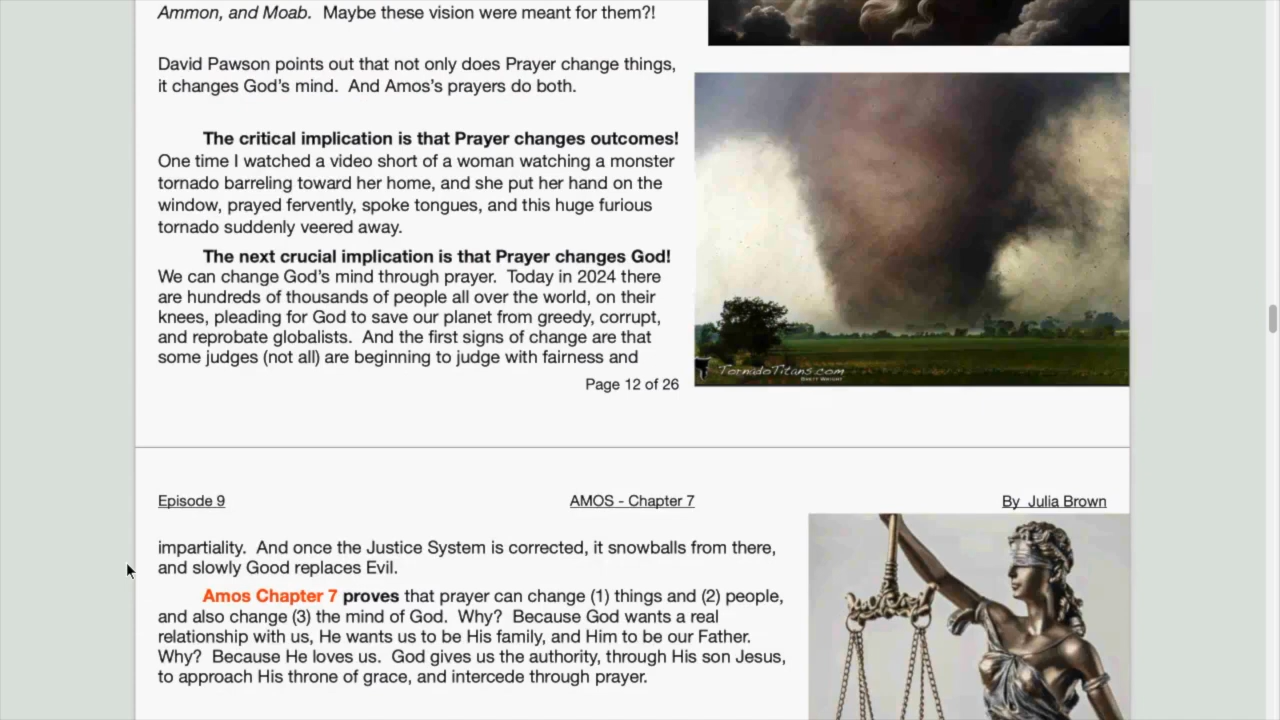 Ammon, and Moab.  Maybe these vision were meant for them?!
David Pawson points out that not only does Prayer change things,
it changes God's mind.  And Amos's prayers do both.
The critical implication is that Prayer changes outcomes!
One time I watched a video short of a woman watching a monster
tornado barreling toward her home, and she put her hand on the
window, prayed fervently, spoke tongues, and this huge furious
tornado suddenly veered away.
The next crucial implication is that Prayer changes God!
We can change God's mind through prayer.  Today in 2024 there
are hundreds of thousands of people all over the world, on their
knees, pleading for God to save our planet from greedy, corrupt,
and reprobate globalists.  And the first signs of change are that
some judges (not all) are beginning to judge with fairness and
TornadoTitans.com
BRETT WRIGHT
Page 12 of 26
Episode 9
AMOS - Chapter 7
By  Julia Brown
impartiality.  And once the Justice System is corrected, it snowballs from there,
and slowly Good replaces Evil.
Amos Chapter 7 proves that prayer can change (1) things and (2) people,
and also change (3) the mind of God.  Why?  Because God wants a real
relationship with us, He wants us to be His family, and Him to be our Father.
Why?  Because He loves us.  God gives us the authority, through His son Jesus,
to approach His throne of grace, and intercede through prayer.